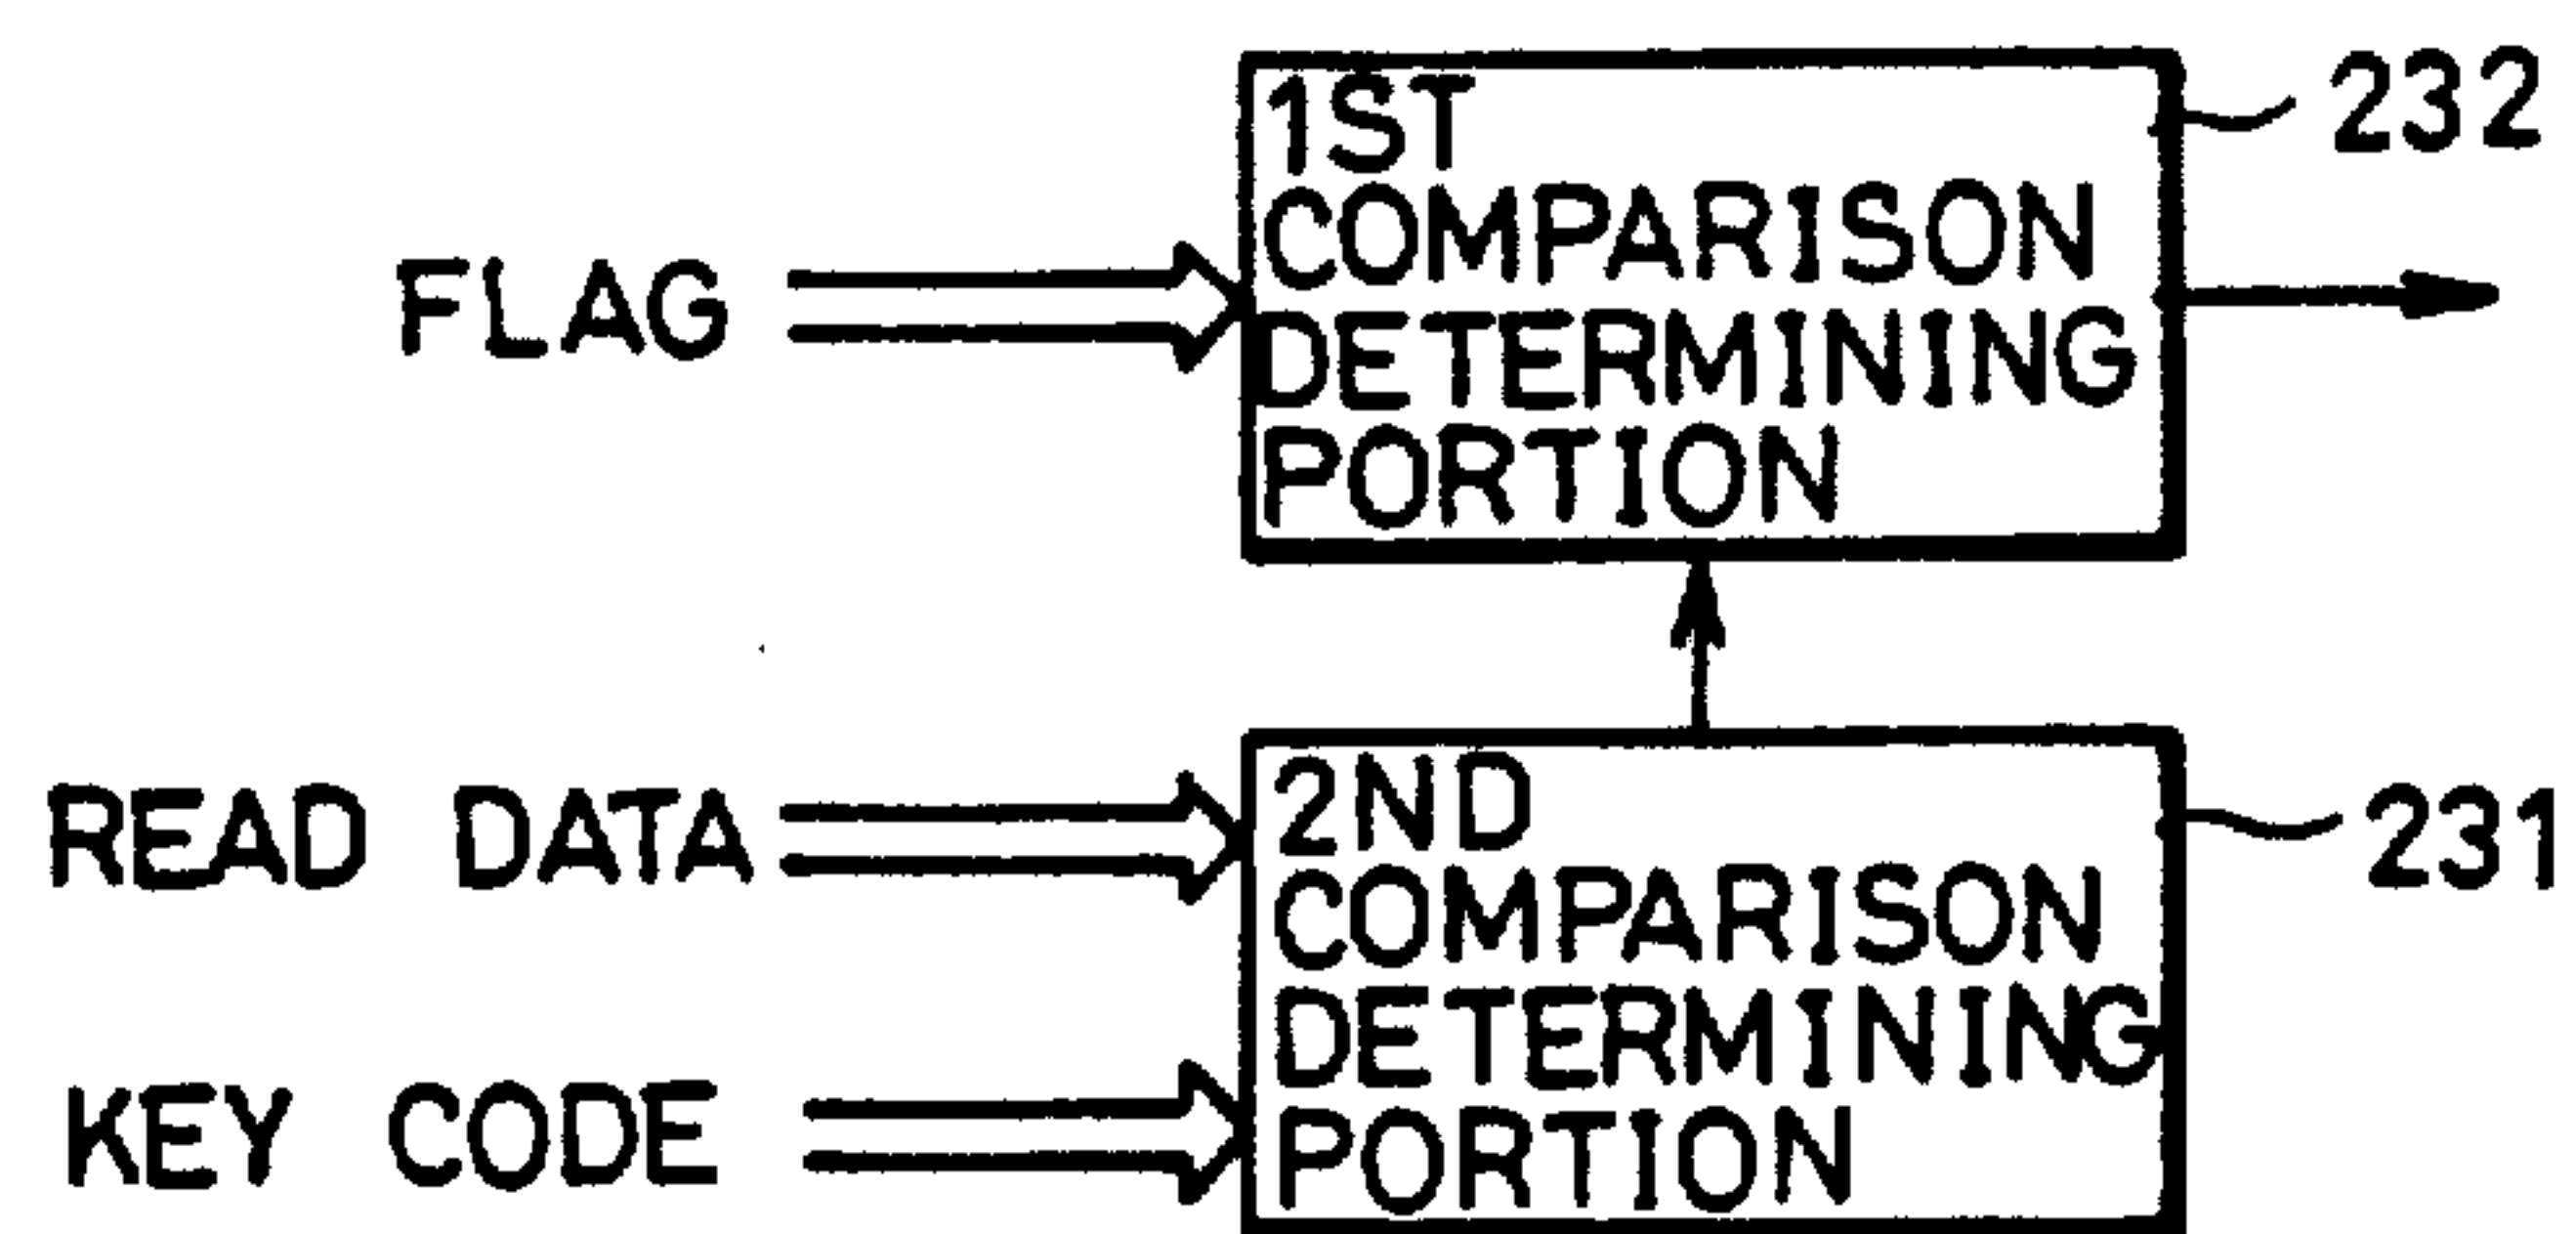 1ST
COMPARISON
DETERMINING
PORTION
232
FLAG
2ND
COMPARISON
DETERMINING
PORTION
231
READ DATA
KEY CODE